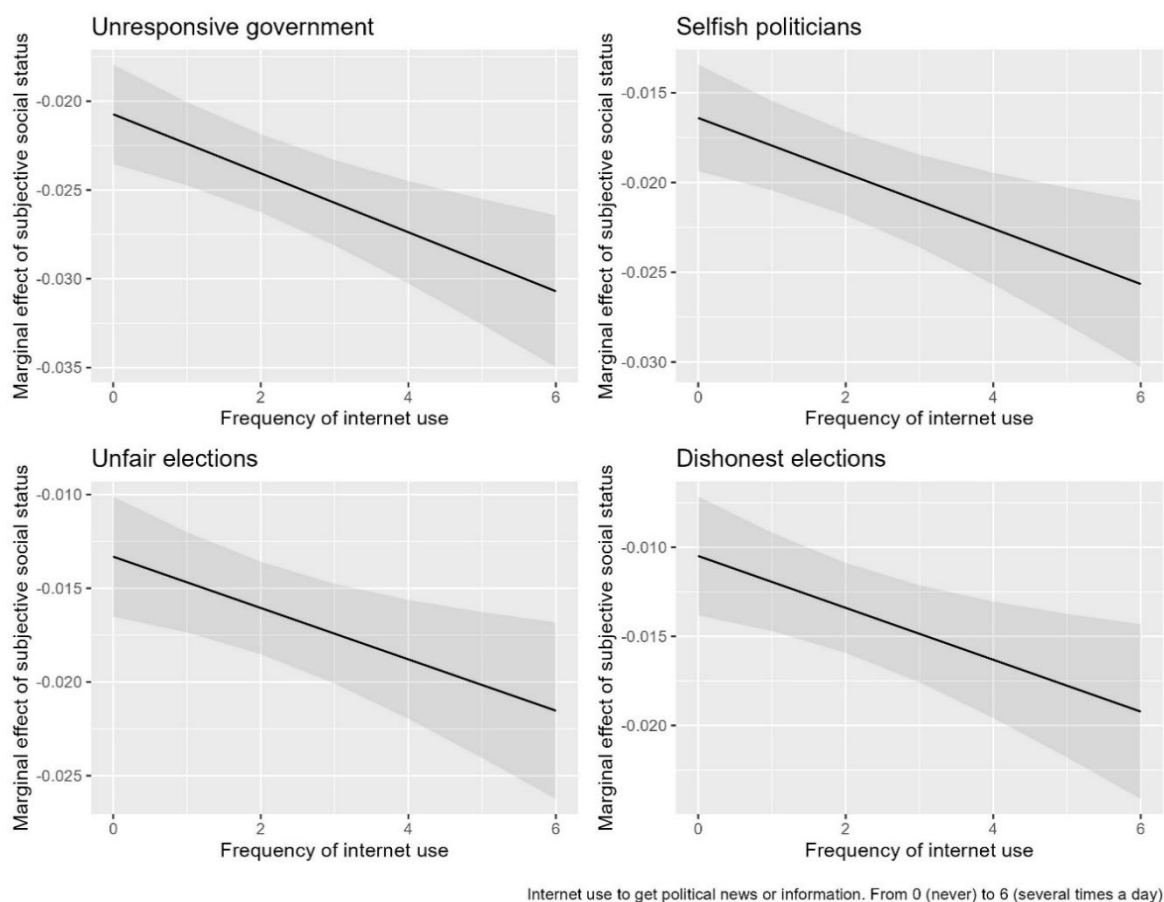 Unresponsive government
Marginal effect of subjective social status
-0.020
-0.025
-0.030
-0.035
0 2 4 6
Frequency of internet use
Selfish politicians
Marginal effect of subjective social status
-0.015
-0.020
-0.025
-0.030
0 2 4 6
Frequency of internet use
Unfair elections
Marginal effect of subjective social status
-0.010
-0.015
-0.020
-0.025
0 2 4 6
Frequency of internet use
Dishonest elections
Marginal effect of subjective social status
-0.010
-0.015
-0.020
0 2 4 6
Frequency of internet use
Internet use to get political news or information. From 0 (never) to 6 (several times a day)